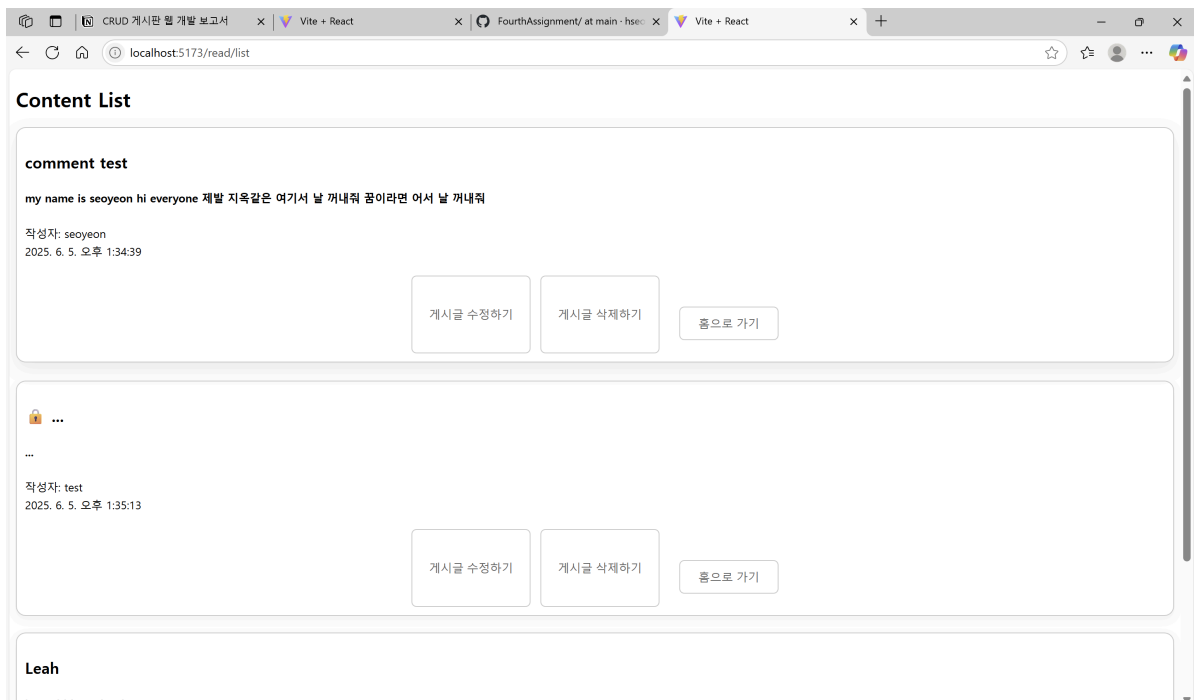 CRUD 게시판 웹 개발 보고서
Vite + React
FourthAssignment/ at main · hseo
Vite + React
localhost:5173/read/list
Content List
comment test
my name is seoyeon hi everyone 제발 지옥같은 여기서 날 꺼내줘 꿈이라면 어서 날 꺼내줘
작성자: seoyeon
2025. 6. 5. 오후 1:34:39
게시글 수정하기
게시글 삭제하기
홈으로 가기
🔒 ...
...
작성자: test
2025. 6. 5. 오후 1:35:13
게시글 수정하기
게시글 삭제하기
홈으로 가기
Leah